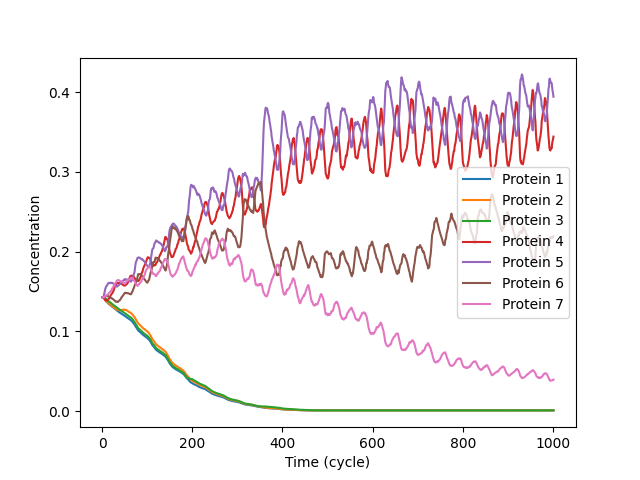 0.4
0.3
0.2
0.1
0.0
Concentration
Protein 1
Protein 2
Protein 3
Protein 4
Protein 5
Protein 6
Protein 7
0 200 400 600 800 1000
Time (cycle)